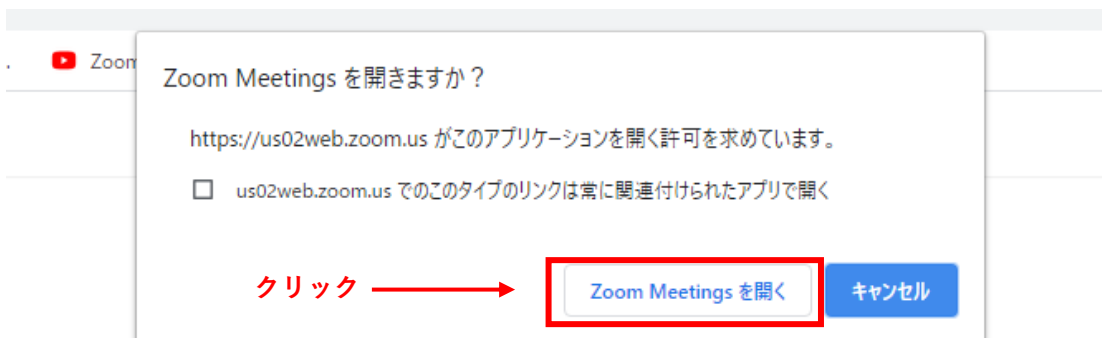 . Zoom
Zoom Meetings を開きますか？
https://us02web.zoom.us がこのアプリケーションを開く許可を求めています。
us02web.zoom.us でのこのタイプのリンクは常に関連付けられたアプリで開く
クリック Zoom Meetings を開く キャンセル